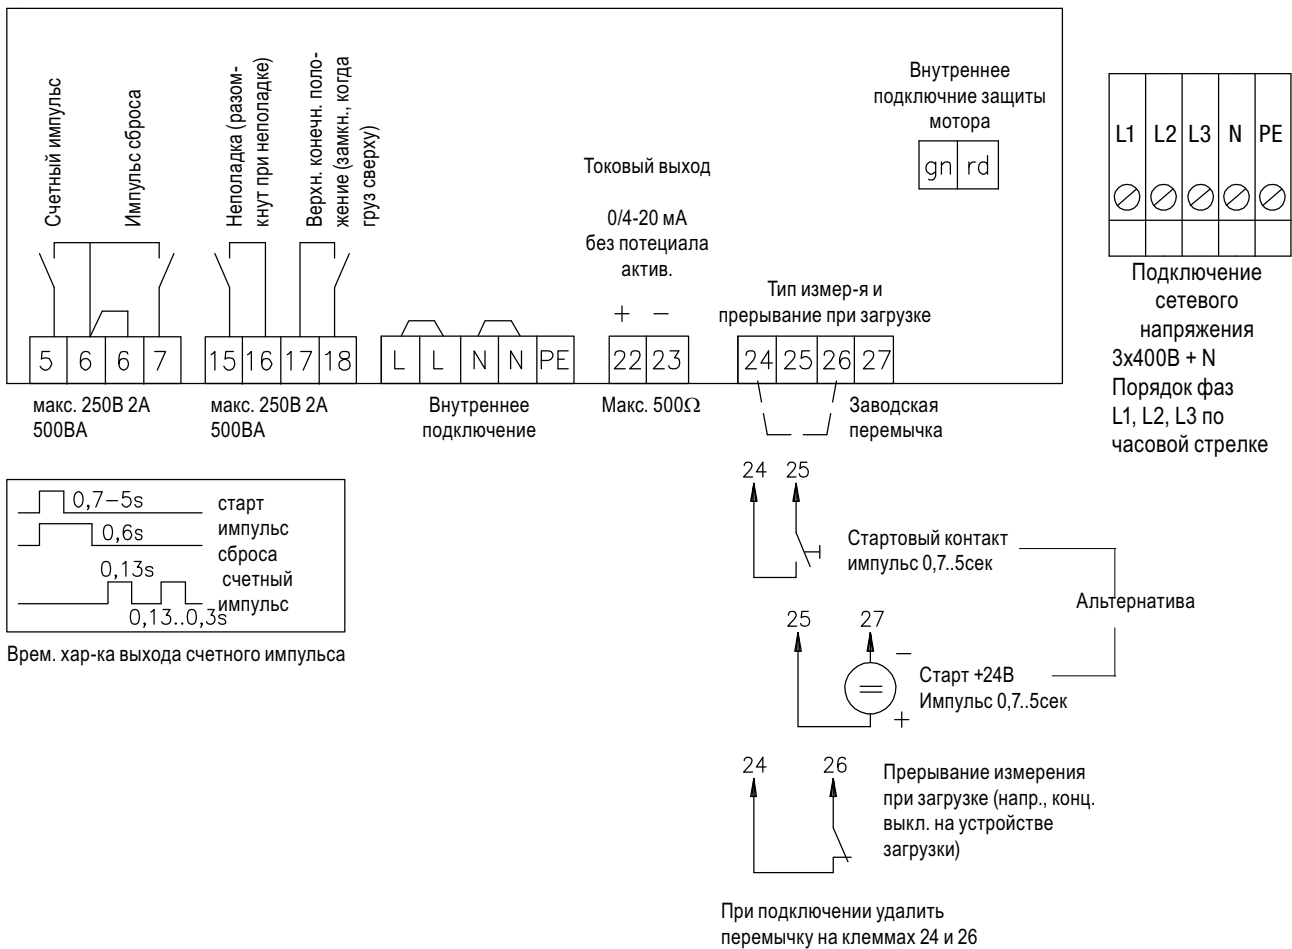 Счетный импульс
Импульс сброса
Неполадка (разом-
кнут при неполадке)
Верхн. конечн. поло-
жение (замкн., когда
груз сверху)
Токовый выход
0/4-20 мА
без потециала
актив.
+ −
Тип измер-я и
прерывание при загрузке
Внутреннее
подключние защиты
мотора
gn rd
5 6 6 7
15 16 17 18
L L N N PE
22 23
24 25 26 27
макс. 250В 2А
500ВА
макс. 250В 2А
500ВА
Внутреннее
подключение
Макс. 500Ω
Заводская
перемычка
L1 L2 L3 N PE
Подключение
сетевого
напряжения
3x400В + N
Порядок фаз
L1, L2, L3 по
часовой стрелке
0,7–5s
0,6s
0,13s
0,13..0,3s
старт
импульс
сброса
счетный
импульс
Врем. хар-ка выхода счетного импульса
24 25
Стартовый контакт
импульс 0,7..5сек
Альтернатива
25 27
−
+
Старт +24В
Импульс 0,7..5сек
24 26
Прерывание измерения
при загрузке (напр., конц.
выкл. на устройстве
загрузки)
При подключении удалить
перемычку на клеммах 24 и 26